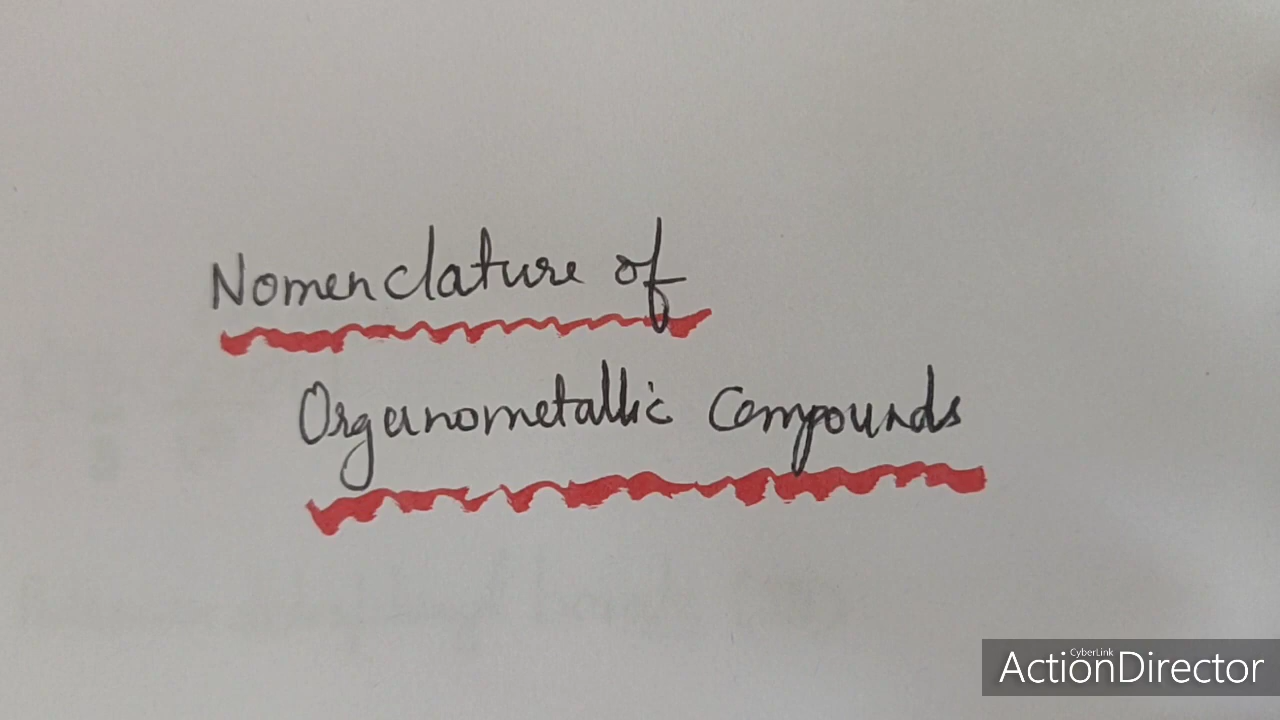 Nomenclature of
Organometallic Compounds
CyberLink
ActionDirector